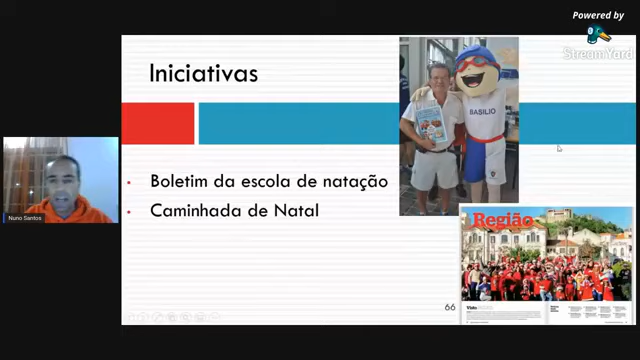 Powered by
StreamYard
Iniciativas
BASILIO
Boletim da escola de natação
Caminhada de Natal
Região
Nuno Santos
66